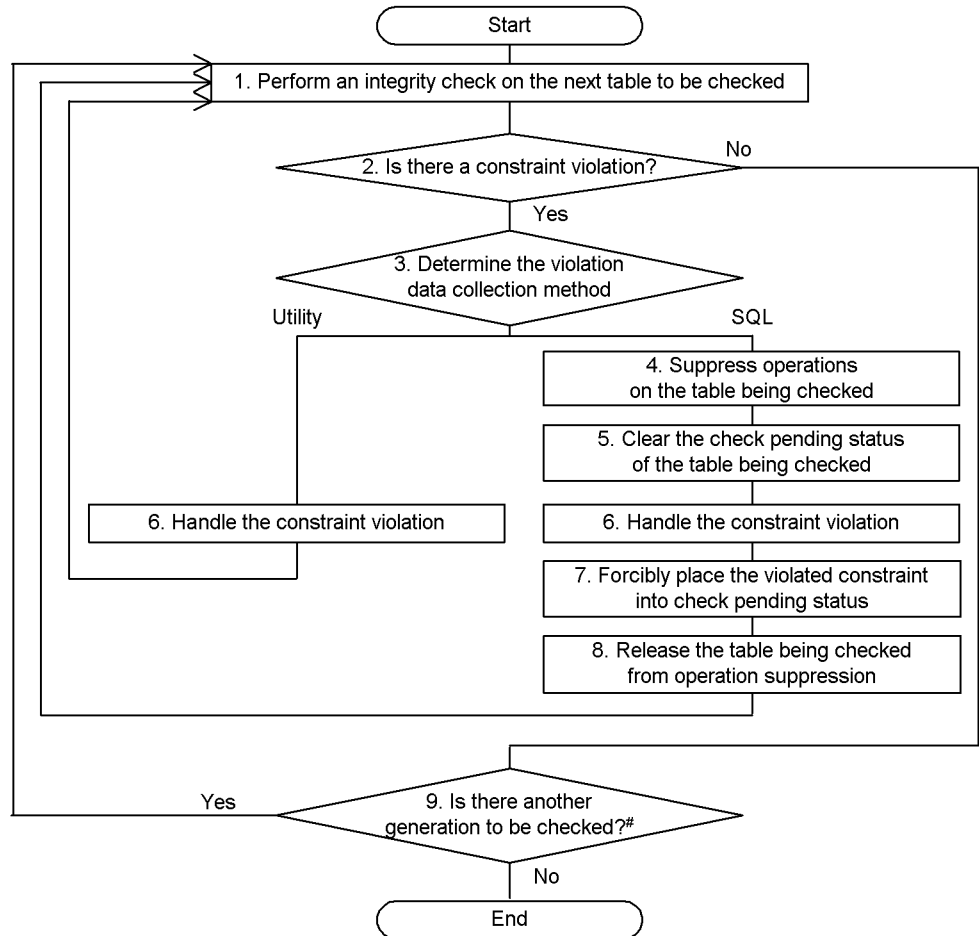 Start
1. Perform an integrity check on the next table to be checked
No
2. Is there a constraint violation?
Yes
3. Determine the violation
data collection method
Utility
SQL
4. Suppress operations
on the table being checked
5. Clear the check pending status
of the table being checked
6. Handle the constraint violation
6. Handle the constraint violation
7. Forcibly place the violated constraint
into check pending status
8. Release the table being checked
from operation suppression
Yes
9. Is there another
generation to be checked?#
No
End